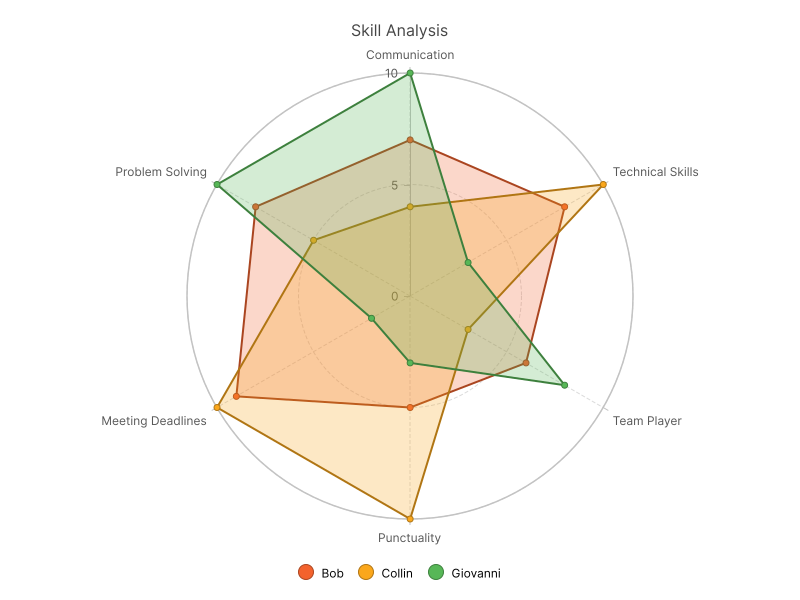 Skill Analysis
Communication
10
Problem Solving
Technical Skills
5
0
Meeting Deadlines
Team Player
Punctuality
Bob
Collin
Giovanni